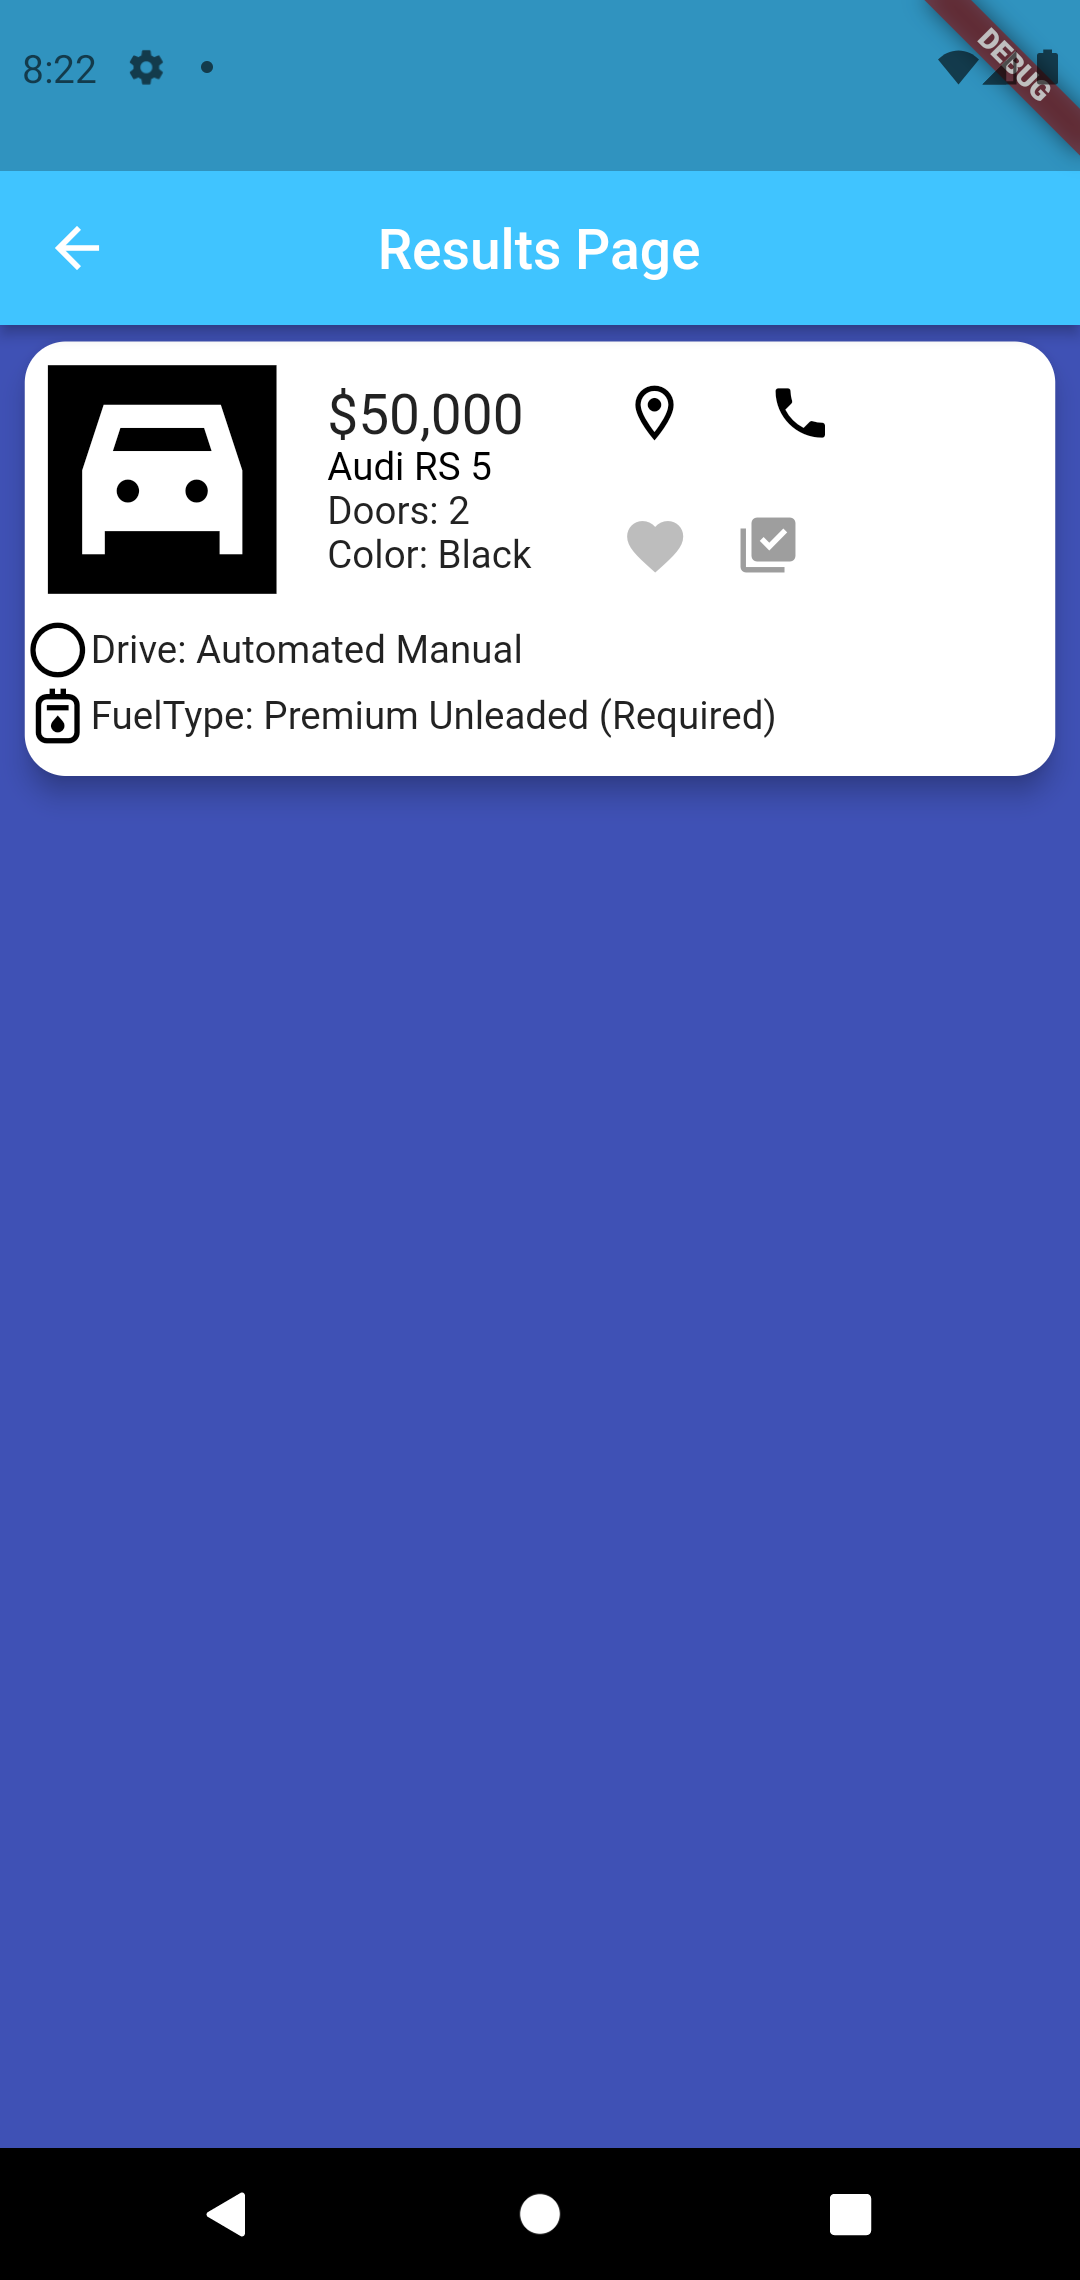 8:22
DEBUG
Results Page
$50,000
Audi RS 5
Doors: 2
Color: Black
Drive: Automated Manual
FuelType: Premium Unleaded (Required)